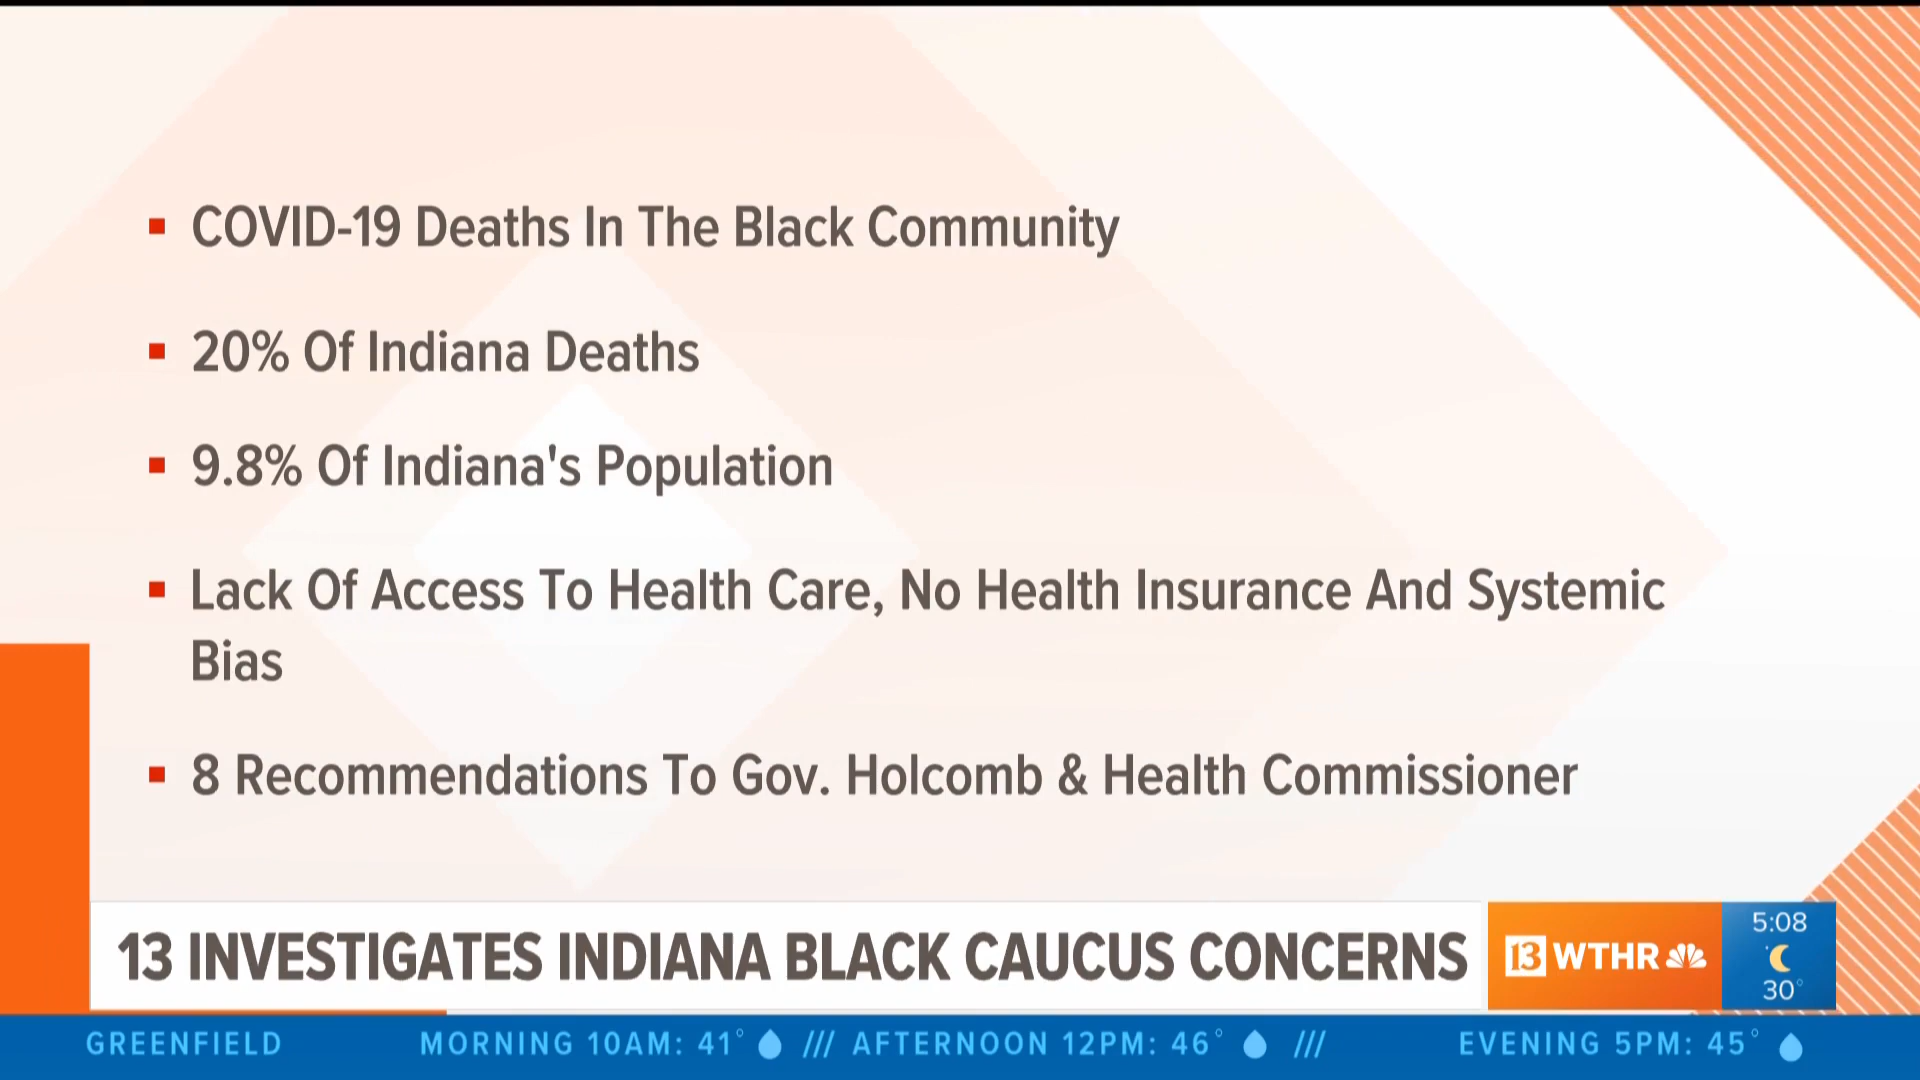 COVID-19 Deaths In The Black Community
20% Of Indiana Deaths
9.8% Of Indiana's Population
Lack Of Access To Health Care, No Health Insurance And Systemic
Bias
8 Recommendations To Gov. Holcomb & Health Commissioner
13 INVESTIGATES INDIANA BLACK CAUCUS CONCERNS
13 WTHR
5:08
30°
GREENFIELD MORNING 10AM: 41° /// AFTERNOON 12PM: 46° /// EVENING 5PM: 45°